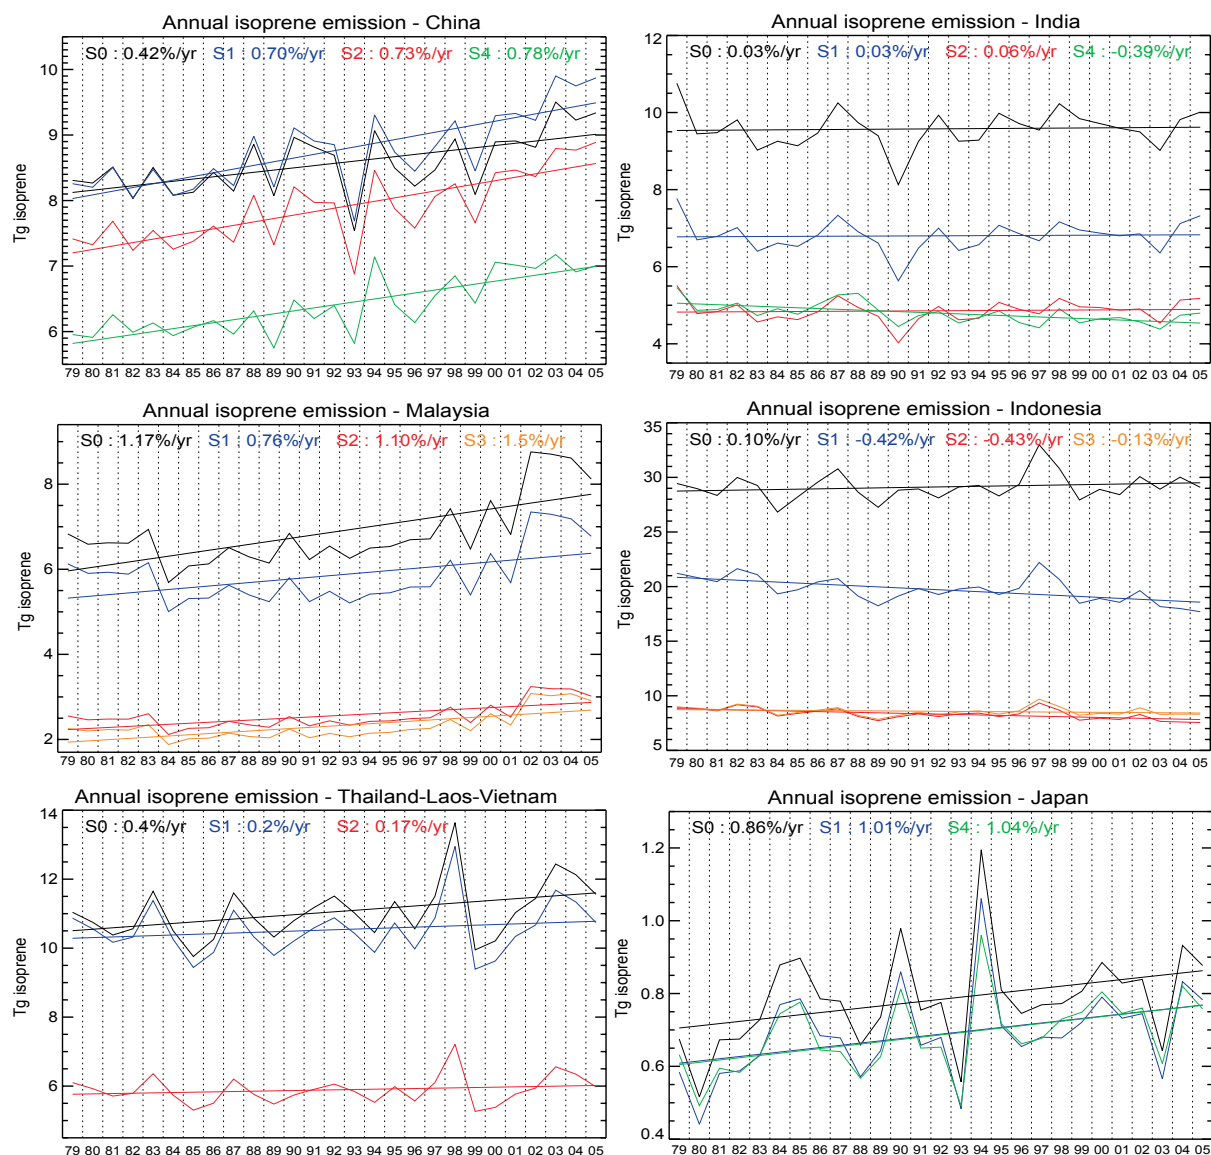 Annual isoprene emission - China
S0 : 0.42%/yr S1 : 0.70%/yr S2 : 0.73%/yr S4 : 0.78%/yr
10
9
8
7
6
Tg isoprene
79 80 81 82 83 84 85 86 87 88 89 90 91 92 93 94 95 96 97 98 99 00 01 02 03 04 05
Annual isoprene emission - India
S0 : 0.03%/yr S1 : 0.03%/yr S2 : 0.06%/yr S4 : -0.39%/yr
12
10
8
6
4
Tg isoprene
79 80 81 82 83 84 85 86 87 88 89 90 91 92 93 94 95 96 97 98 99 00 01 02 03 04 05
Annual isoprene emission - Malaysia
S0 : 1.17%/yr S1 : 0.76%/yr S2 : 1.10%/yr S3 : 1.5%/yr
8
6
4
2
Tg isoprene
79 80 81 82 83 84 85 86 87 88 89 90 91 92 93 94 95 96 97 98 99 00 01 02 03 04 05
Annual isoprene emission - Indonesia
S0 : 0.10%/yr S1 : -0.42%/yr S2 : -0.43%/yr S3 : -0.13%/yr
35
30
25
20
15
10
5
Tg isoprene
79 80 81 82 83 84 85 86 87 88 89 90 91 92 93 94 95 96 97 98 99 00 01 02 03 04 05
Annual isoprene emission - Thailand-Laos-Vietnam
S0 : 0.4%/yr S1 : 0.2%/yr S2 : 0.17%/yr
14
12
10
8
6
Tg isoprene
79 80 81 82 83 84 85 86 87 88 89 90 91 92 93 94 95 96 97 98 99 00 01 02 03 04 05
Annual isoprene emission - Japan
S0 : 0.86%/yr S1 : 1.01%/yr S4 : 1.04%/yr
1.2
1.0
0.8
0.6
0.4
Tg isoprene
79 80 81 82 83 84 85 86 87 88 89 90 91 92 93 94 95 96 97 98 99 00 01 02 03 04 05